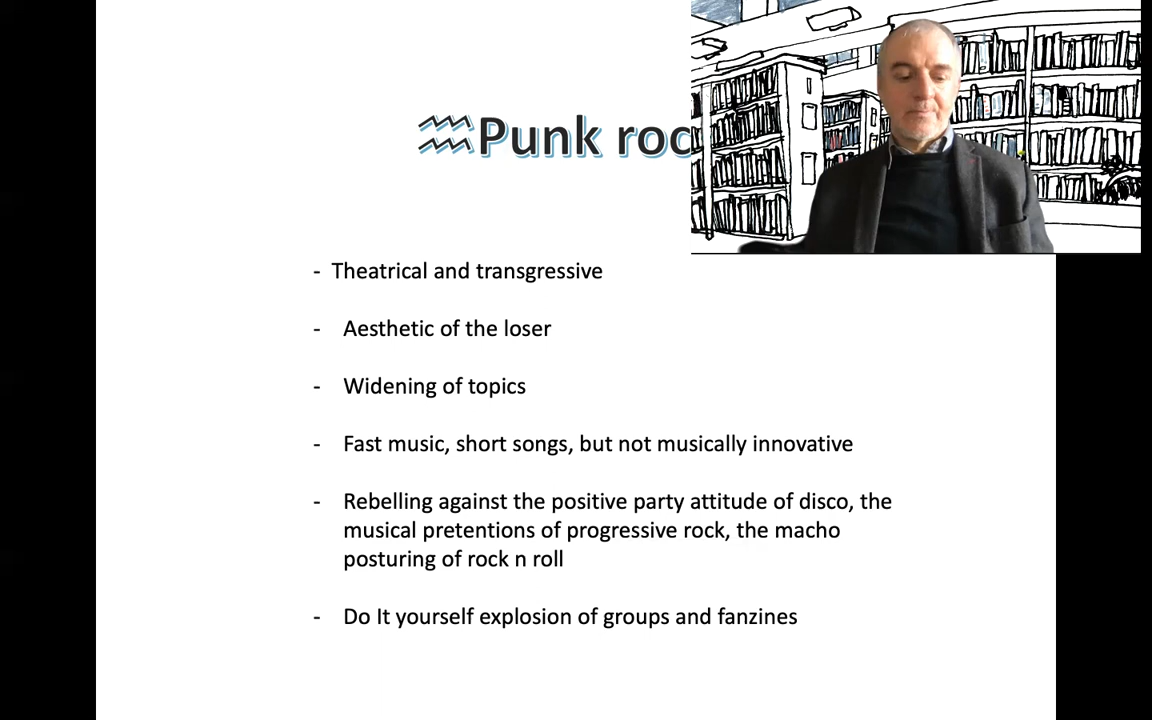 Punk roc
- Theatrical and transgressive
- Aesthetic of the loser
- Widening of topics
- Fast music, short songs, but not musically innovative
- Rebelling against the positive party attitude of disco, the
musical pretentions of progressive rock, the macho
posturing of rock n roll
- Do It yourself explosion of groups and fanzines